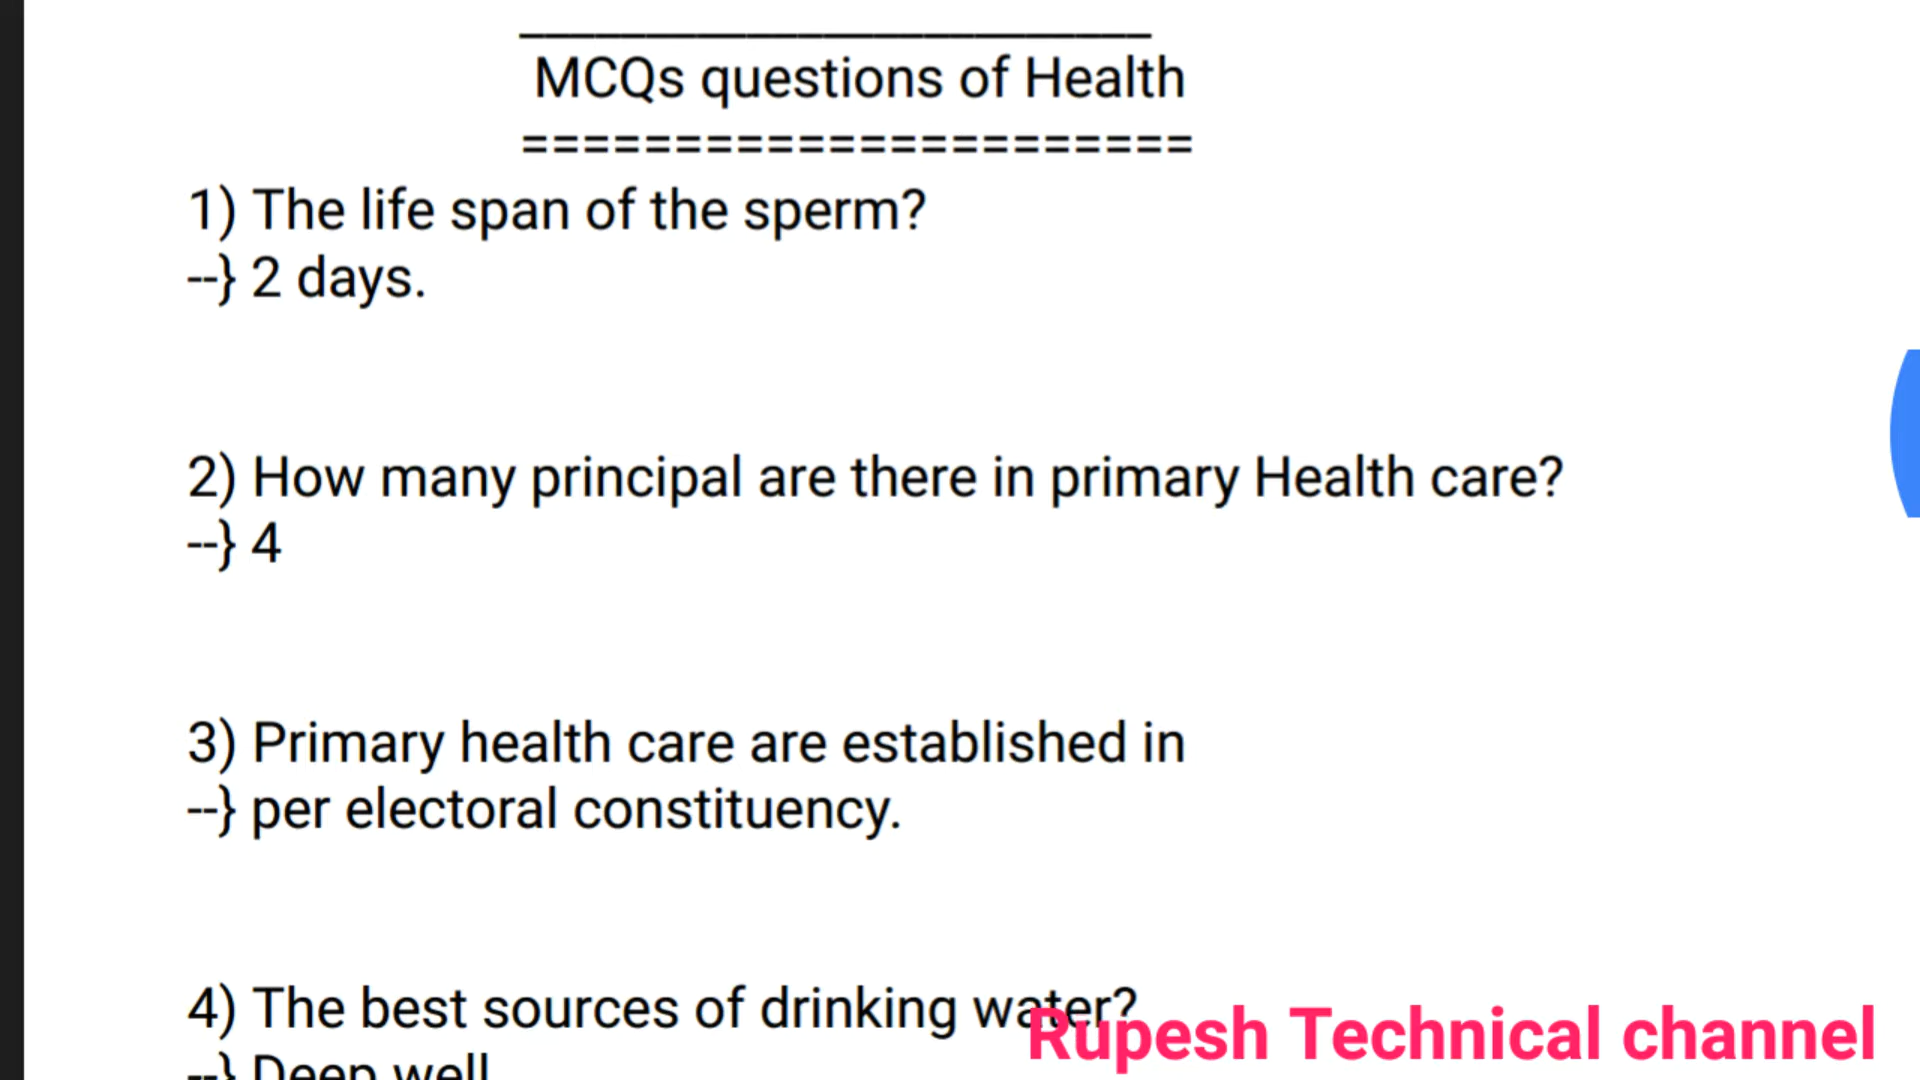 MCQs questions of Health
======================
1) The life span of the sperm?
--} 2 days.
2) How many principal are there in primary Health care?
--} 4
3) Primary health care are established in
--} per electoral constituency.
4) The best sources of drinking water?
--} Deep well
Rupesh Technical channel